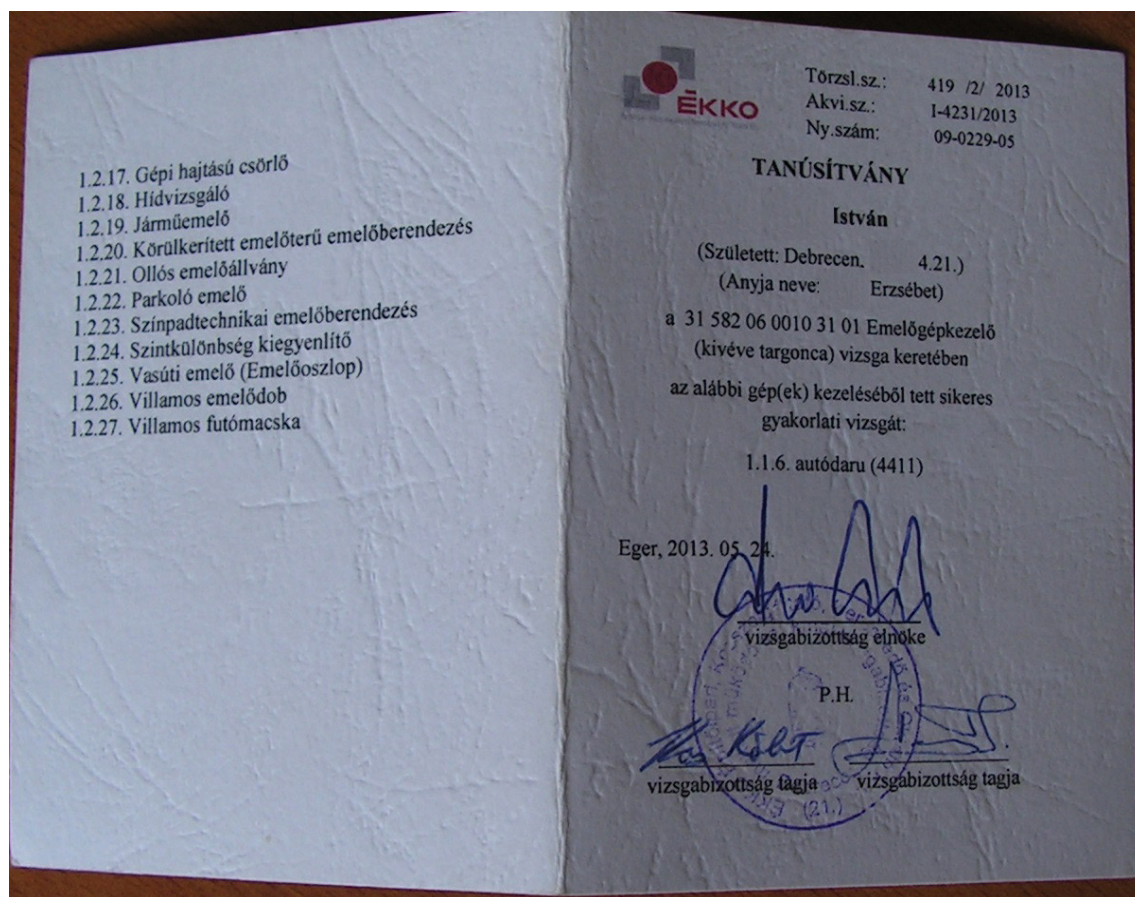 1.2.17. Gépi hajtású csörlő
1.2.18. Hídvizsgáló
1.2.19. Járműemelő
1.2.20. Körülkerített emelőterű emelőberendezés
1.2.21. Ollós emelőállvány
1.2.22. Parkoló emelő
1.2.23. Színpadtechnikai emelőberendezés
1.2.24. Szintkülönbség kiegyenlítő
1.2.25. Vasúti emelő (Emelőoszlop)
1.2.26. Villamos emelődob
1.2.27. Villamos futómacska
ÉKKO
Törzsl.sz.: 419 /2/ 2013
Akvi.sz.: I-4231/2013
Ny.szám: 09-0229-05
TANÚSÍTVÁNY
István
(Született: Debrecen, 4.21.)
(Anyja neve: Erzsébet)
a 31 582 06 0010 31 01 Emelőgépkezelő
(kivéve targonca) vizsga keretében
az alábbi gép(ek) kezeléséből tett sikeres
gyakorlati vizsgát:
1.1.6. autódaru (4411)
Eger, 2013. 05. 24.
vizsgabizottság elnöke
P.H.
vizsgabizottság tagja vizsgabizottság tagja
(21.)